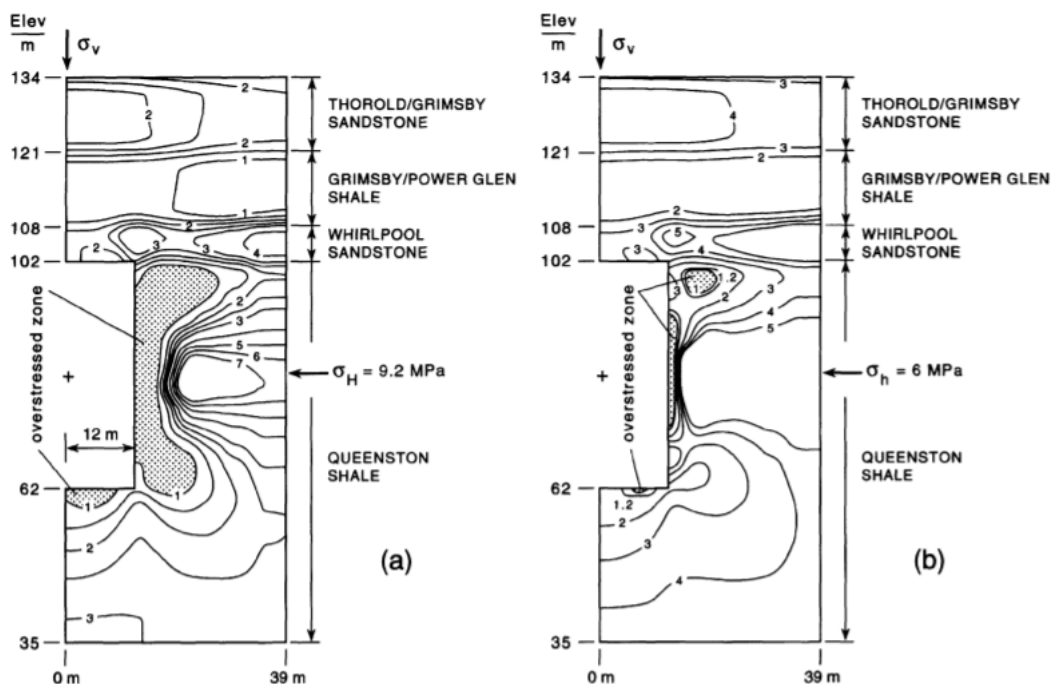 Elev
m
σv
134
121
108
102
62
35
THOROLD/GRIMSBY
SANDSTONE
GRIMSBY/POWER GLEN
SHALE
WHIRLPOOL
SANDSTONE
QUEENSTON
SHALE
overstressed zone
+
12 m
σH = 9.2 MPa
2
2
2
1
1
2
3
2
3
4
2
3
5
6
7
1
1
2
3
(a)
0 m
39 m
Elev
m
σv
134
121
108
102
62
35
THOROLD/GRIMSBY
SANDSTONE
GRIMSBY/POWER GLEN
SHALE
WHIRLPOOL
SANDSTONE
QUEENSTON
SHALE
overstressed zone
+
σh = 6 MPa
3
4
3
2
2
3
5
4
3
1.2
1
3
2
3
4
5
1.2
2
3
4
(b)
0 m
39 m